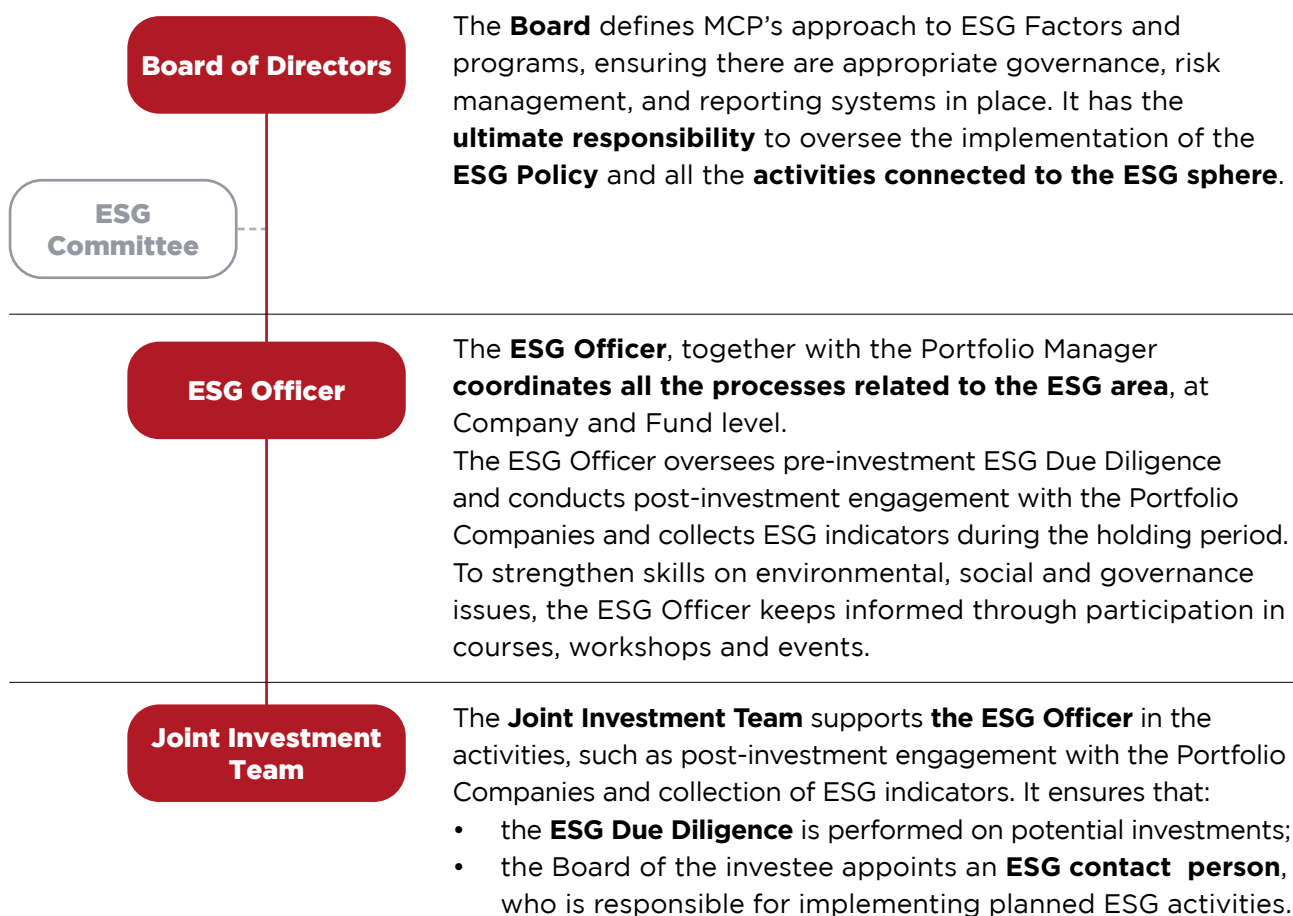 Board of Directors
The Board defines MCP's approach to ESG Factors and
programs, ensuring there are appropriate governance, risk
management, and reporting systems in place. It has the
ultimate responsibility to oversee the implementation of the
ESG Policy and all the activities connected to the ESG sphere.
ESG
Committee
ESG Officer
The ESG Officer, together with the Portfolio Manager
coordinates all the processes related to the ESG area, at
Company and Fund level.
The ESG Officer oversees pre-investment ESG Due Diligence
and conducts post-investment engagement with the Portfolio
Companies and collects ESG indicators during the holding period.
To strengthen skills on environmental, social and governance
issues, the ESG Officer keeps informed through participation in
courses, workshops and events.
Joint Investment
Team
The Joint Investment Team supports the ESG Officer in the
activities, such as post-investment engagement with the Portfolio
Companies and collection of ESG indicators. It ensures that:
• the ESG Due Diligence is performed on potential investments;
• the Board of the investee appoints an ESG contact person,
who is responsible for implementing planned ESG activities.